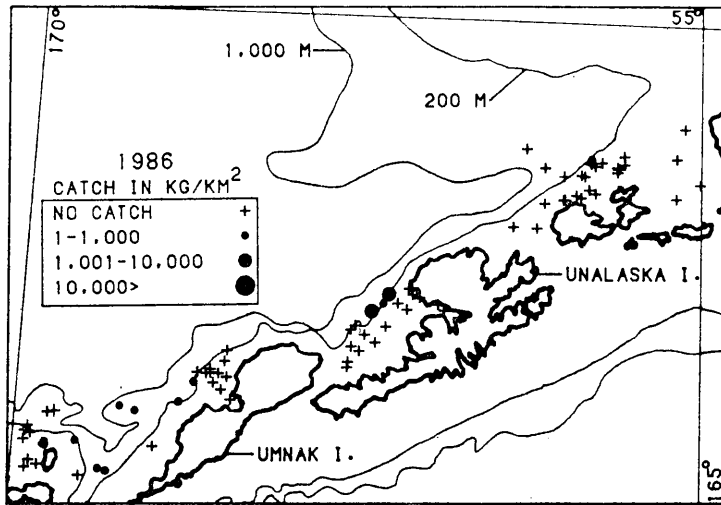 170°
55°
1,000 M
200 M
1986
CATCH IN KG/KM²
NO CATCH +
1-1,000
1,001-10,000
10,000>
UNALASKA I.
UMNAK I.
165°